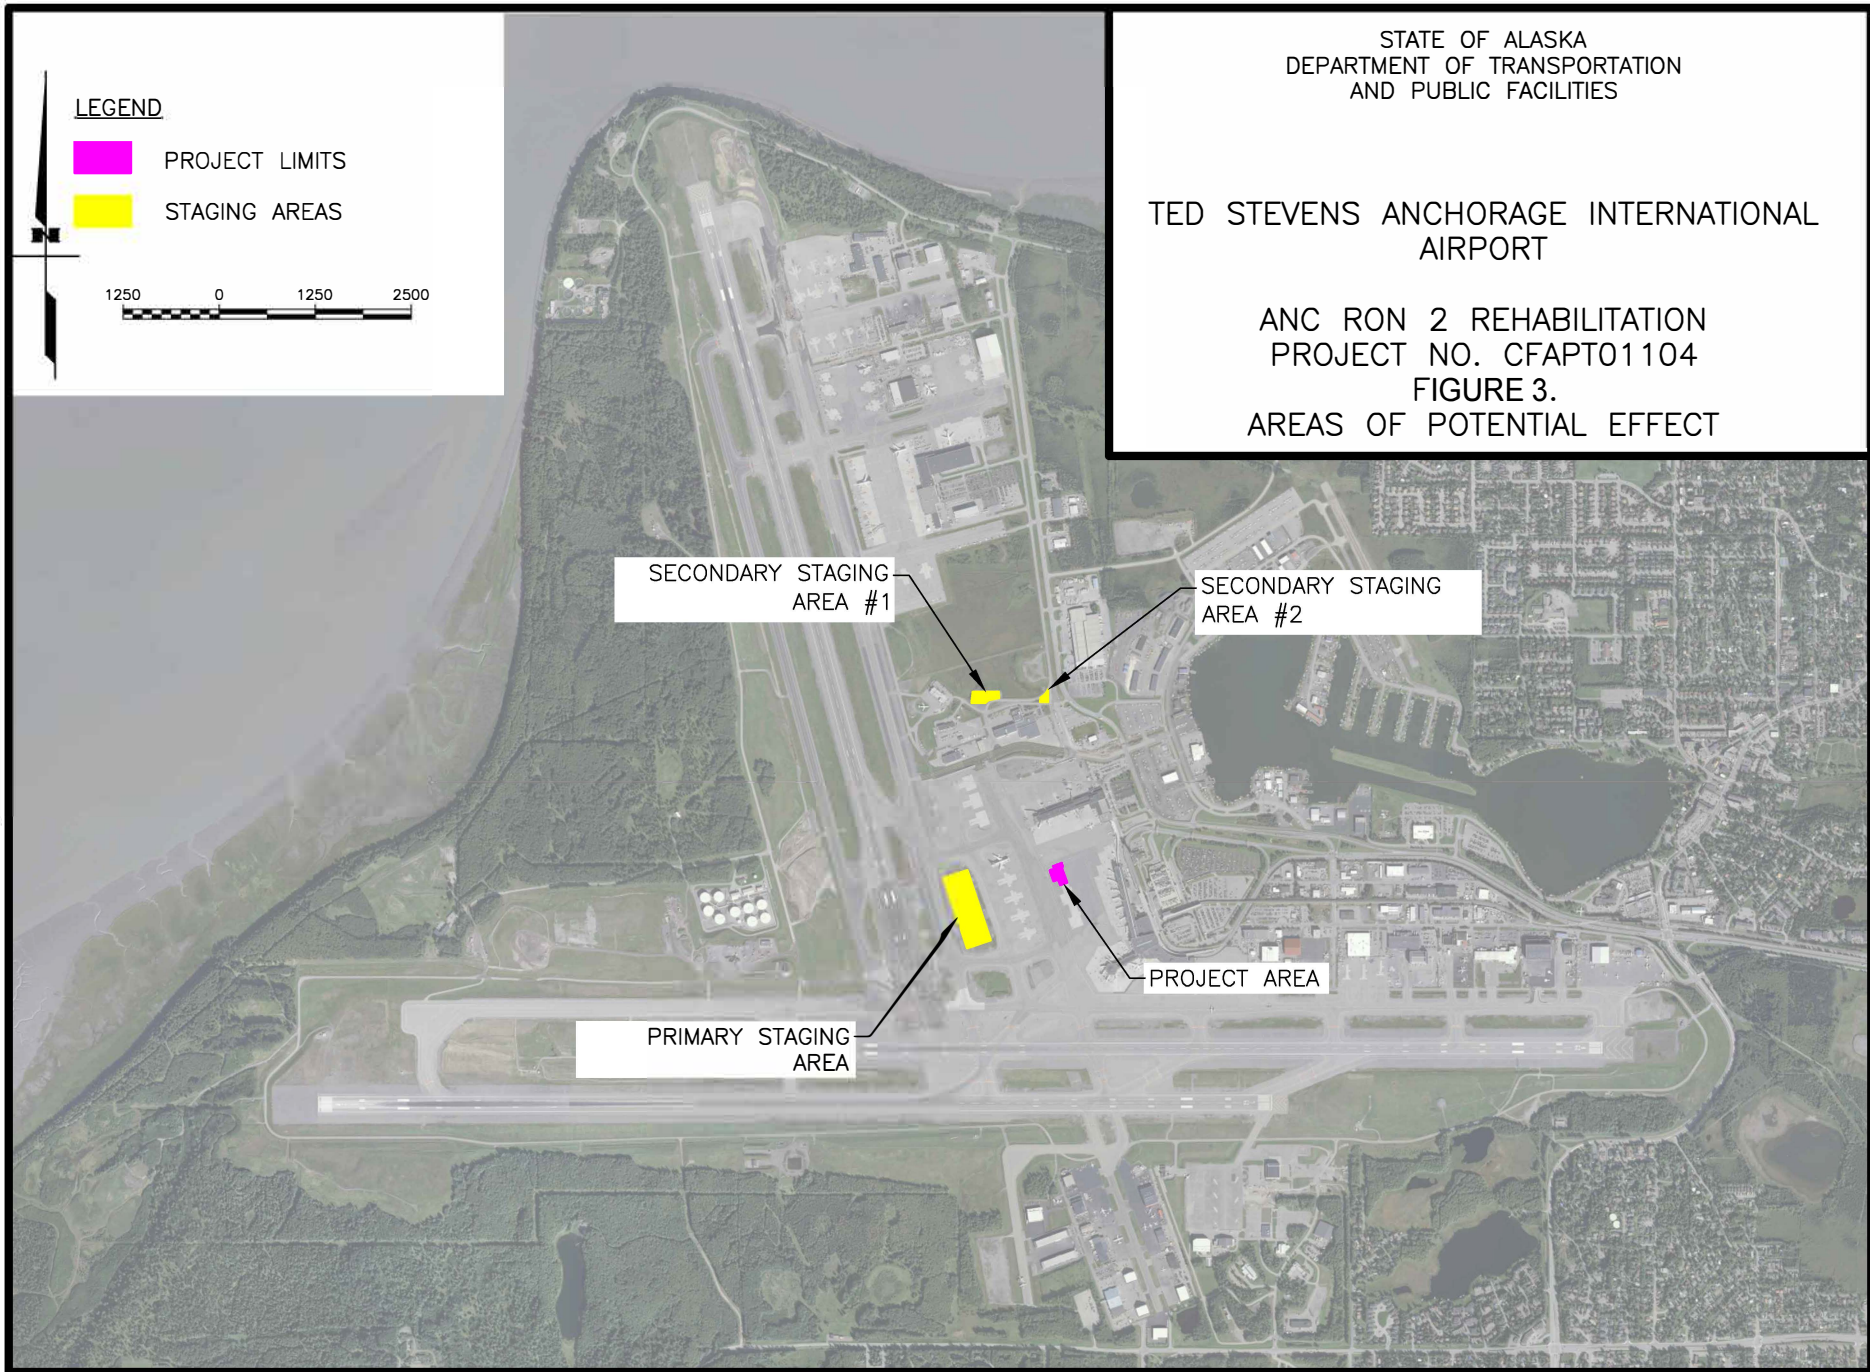 STATE OF ALASKA
DEPARTMENT OF TRANSPORTATION
AND PUBLIC FACILITIES
TED STEVENS ANCHORAGE INTERNATIONAL
AIRPORT
ANC RON 2 REHABILITATION
PROJECT NO. CFAPT01104
FIGURE 3.
AREAS OF POTENTIAL EFFECT
LEGEND
PROJECT LIMITS
STAGING AREAS
N
1250 0 1250 2500
SECONDARY STAGING
AREA #1
SECONDARY STAGING
AREA #2
PROJECT AREA
PRIMARY STAGING
AREA